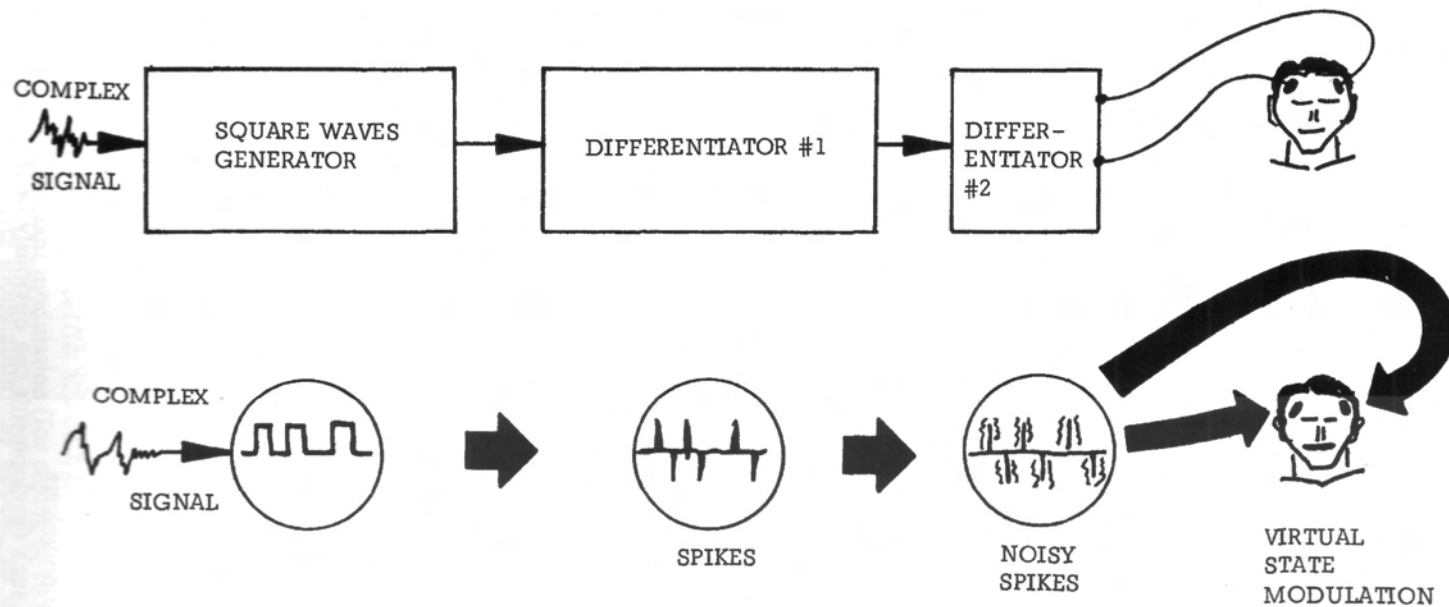 COMPLEX
SIGNAL
SQUARE WAVES
GENERATOR
DIFFERENTIATOR #1
DIFFER-
ENTIATOR
#2
COMPLEX
SIGNAL
SPIKES
NOISY
SPIKES
VIRTUAL
STATE
MODULATION